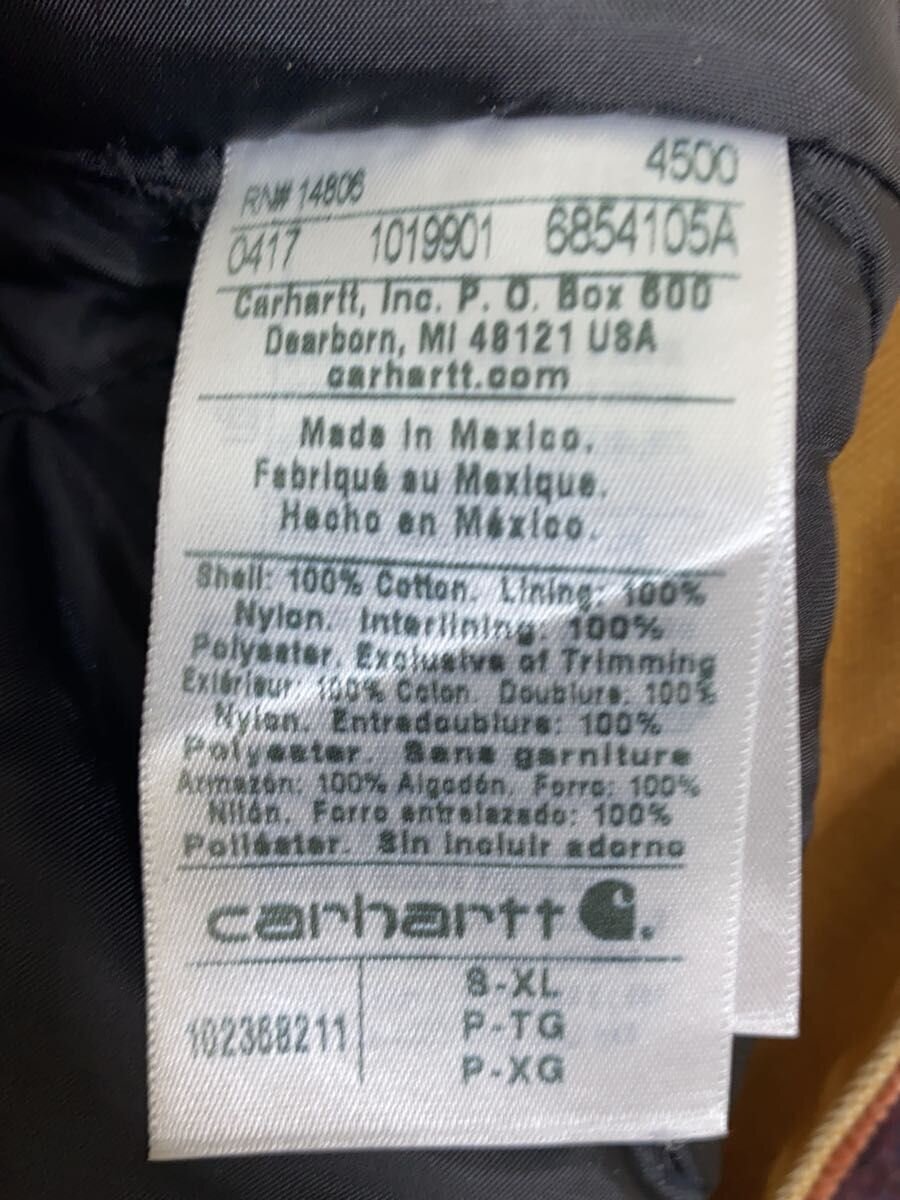 4500
RN# 14806
0417 1019901 6854105A
Carhartt, Inc. P. O. Box 600
Dearborn, MI 48121 USA
carhartt.com
Made in Mexico.
Fabriqué au Mexique.
Hecho en México.
Shell: 100% Cotton. Lining: 100%
Nylon. Interlining: 100%
Polyester. Exclusive of Trimming
Extérieur: 100% Coton. Doublure: 100%
Nylon. Entredoublure: 100%
Polyester. Sans garniture
Armazón: 100% Algodón. Forro: 100%
Nilón. Forro entrelazado: 100%
Poliéster. Sin incluir adorno
carhartt
S-XL
102368211
P-TG
P-XG